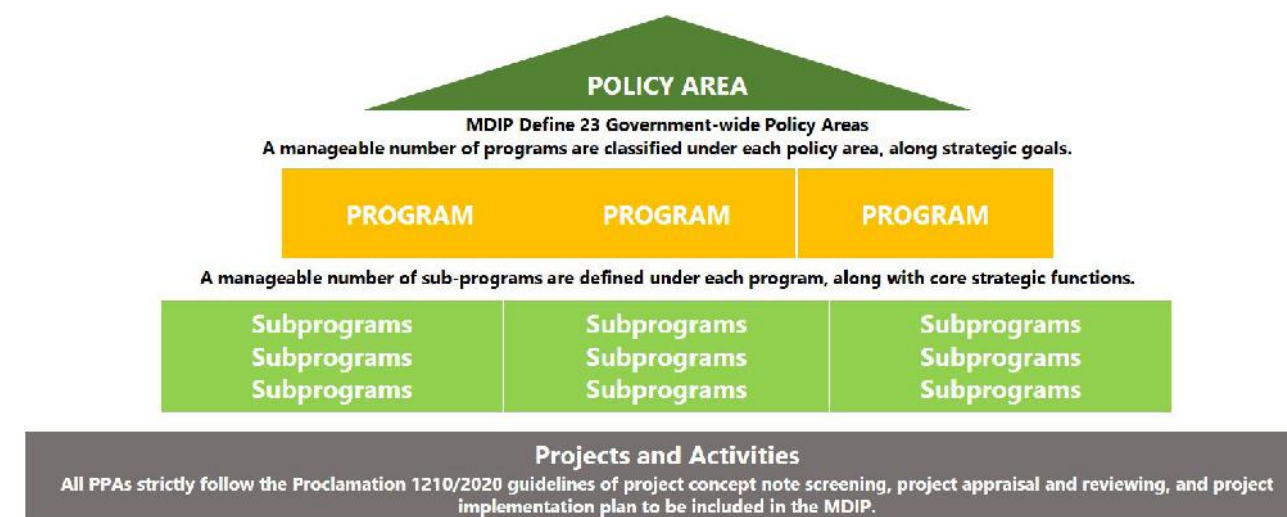 POLICY AREA
MDIP Define 23 Government-wide Policy Areas
A manageable number of programs are classified under each policy area, along strategic goals.
PROGRAM PROGRAM PROGRAM
A manageable number of sub-programs are defined under each program, along with core strategic functions.
Subprograms Subprograms Subprograms
Subprograms Subprograms Subprograms
Subprograms Subprograms Subprograms
Projects and Activities
All PPAs strictly follow the Proclamation 1210/2020 guidelines of project concept note screening, project appraisal and reviewing, and project
implementation plan to be included in the MDIP.